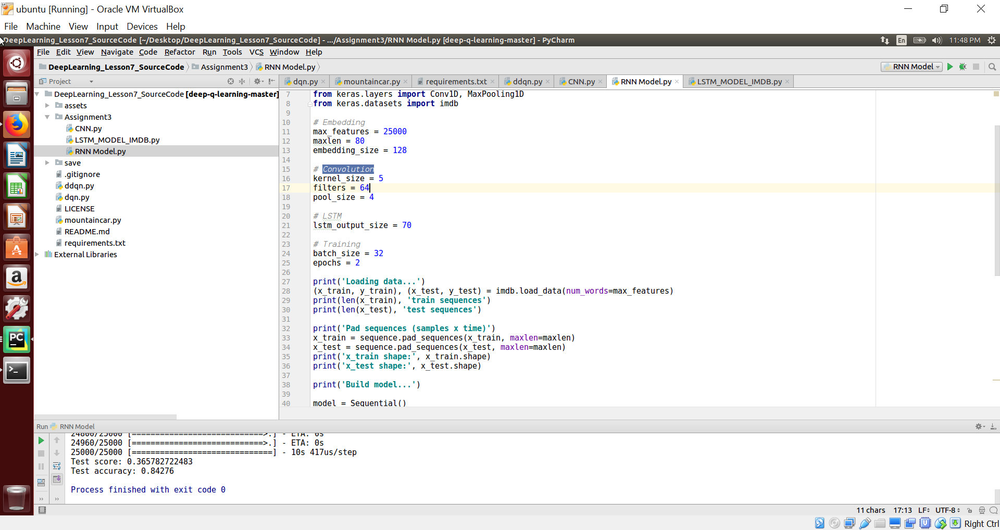 ubuntu [Running] - Oracle VM VirtualBox
File Machine View Input Devices Help
DeepLearning_Lesson7_SourceCode [~/Desktop/DeepLearning_Lesson7_SourceCode] - .../Assignment3/RNN Model.py [deep-q-learning-master] - PyCharm
En 11:48 PM
File Edit View Navigate Code Refactor Run Tools VCS Window Help
DeepLearning_Lesson7_SourceCode Assignment3 RNN Model.py
RNN Model
Project
dqn.py mountaincar.py requirements.txt ddqn.py CNN.py RNN Model.py LSTM_MODEL_IMDB.py
DeepLearning_Lesson7_SourceCode [deep-q-learning-master]
assets
Assignment3
CNN.py
LSTM_MODEL_IMDB.py
RNN Model.py
save
.gitignore
ddqn.py
dqn.py
LICENSE
mountaincar.py
README.md
requirements.txt
External Libraries
7 from keras.layers import Conv1D, MaxPooling1D
8 from keras.datasets import imdb
9
10 # Embedding
11 max_features = 25000
12 maxlen = 80
13 embedding_size = 128
14
15 # Convolution
16 kernel_size = 5
17 filters = 64
18 pool_size = 4
19
20 # LSTM
21 lstm_output_size = 70
22
23 # Training
24 batch_size = 32
25 epochs = 2
26
27 print('Loading data...')
28 (x_train, y_train), (x_test, y_test) = imdb.load_data(num_words=max_features)
29 print(len(x_train), 'train sequences')
30 print(len(x_test), 'test sequences')
31
32 print('Pad sequences (samples x time)')
33 x_train = sequence.pad_sequences(x_train, maxlen=maxlen)
34 x_test = sequence.pad_sequences(x_test, maxlen=maxlen)
35 print('x_train shape:', x_train.shape)
36 print('x_test shape:', x_test.shape)
37
38 print('Build model...')
39
40 model = Sequential()
Run RNN Model
24800/25000 [============================>.] - ETA: 0s
24960/25000 [============================>.] - ETA: 0s
25000/25000 [==============================] - 10s 417us/step
Test score: 0.365782722483
Test accuracy: 0.84276
Process finished with exit code 0
11 chars 17:13 LF UTF-8
Right Ctrl